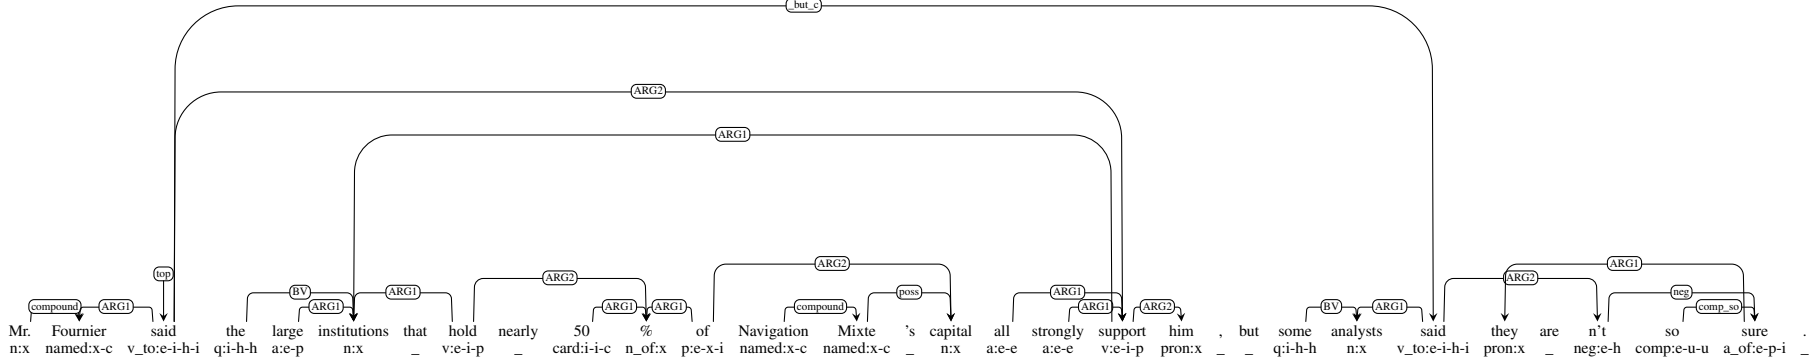 _but_c
ARG2
ARG1
ARG2 ARG1
top ARG2 ARG2
BV ARG1 poss neg
compound ARG1 ARG1 ARG1 ARG1 compound ARG1 ARG2 BV ARG1 comp_so
Mr. Fournier said the large institutions that hold nearly 50 % of Navigation Mixte 's capital all strongly support him , but some analysts said they are n't so sure .
n:x named:x-c v_to:e-i-h-i q:i-h-h a:e-p n:x _ v:e-i-p _ card:i-i-c n_of:x p:e-x-i named:x-c named:x-c _ n:x a:e-e a:e-e v:e-i-p pron:x _ _ q:i-h-h n:x v_to:e-i-h-i pron:x _ neg:e-h comp:e-u-u a_of:e-p-i _